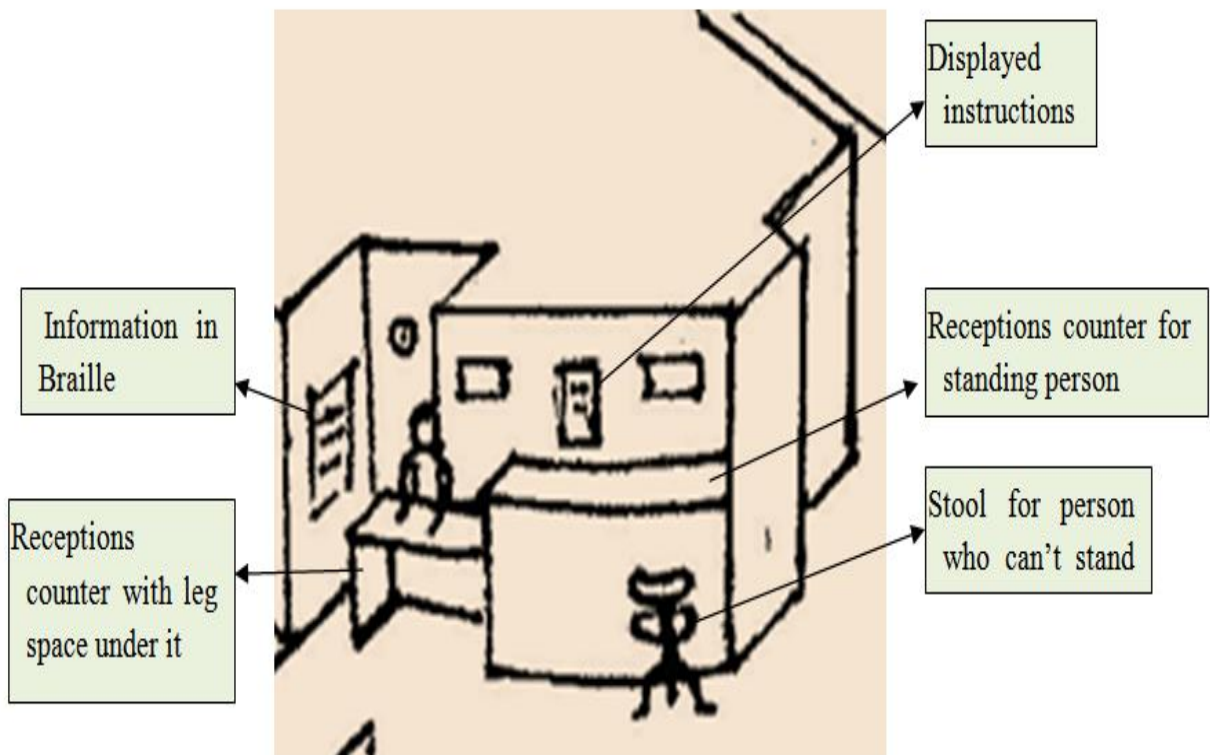 Displayed
instructions
Information in
Braille
Receptions counter for
standing person
Receptions
counter with leg
space under it
Stool for person
who can’t stand